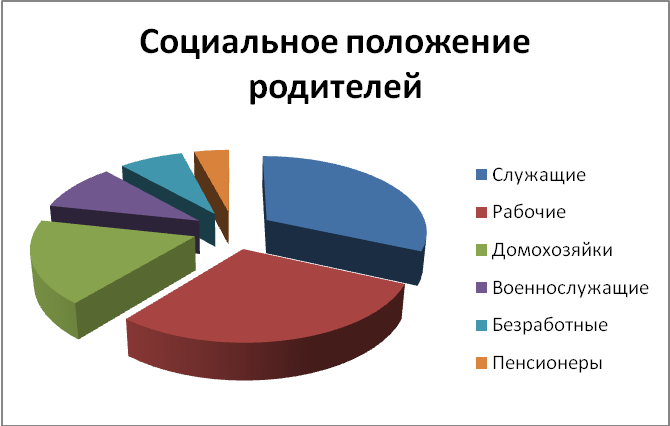 Социальное положение
родителей
Служащие
Рабочие
Домохозяйки
Военнослужащие
Безработные
Пенсионеры